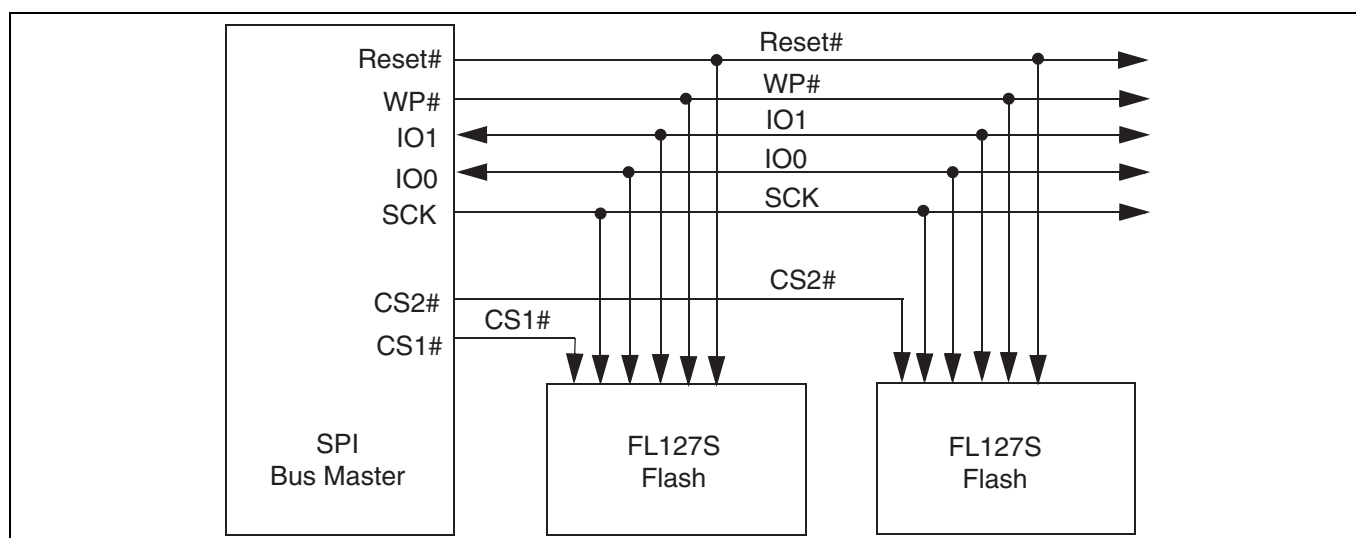 Reset#
Reset#
WP#
WP#
IO1
IO1
IO0
IO0
SCK
SCK
CS2#
CS2#
CS1#
CS1#
SPI
Bus Master
FL127S
Flash
FL127S
Flash